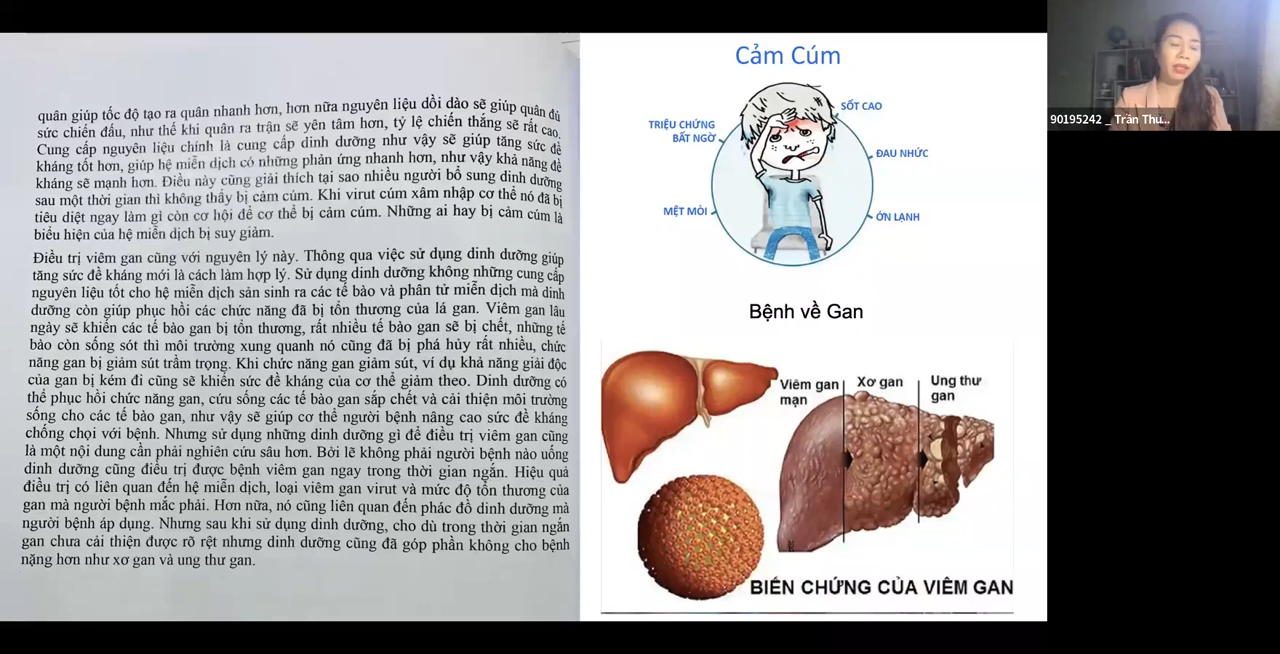 quân giúp tốc độ tạo ra quân nhanh hơn, hơn nữa nguyên liệu dồi dào sẽ giúp quân đủ
sức chiến đấu, như thế khi quân ra trận sẽ yên tâm hơn, tỷ lệ chiến thắng sẽ rất cao.
Cung cấp nguyên liệu chính là cung cấp dinh dưỡng như vậy sẽ giúp tăng sức đề
kháng tốt hơn, giúp hệ miễn dịch có những phản ứng nhanh hơn, như vậy khả năng đề
kháng sẽ mạnh hơn. Điều này cũng giải thích tại sao nhiều người bổ sung dinh dưỡng
sau một thời gian thì không thấy bị cảm cúm. Khi virut cúm xâm nhập cơ thể nó đã bị
tiêu diệt ngay làm gì còn cơ hội để cơ thể bị cảm cúm. Những ai hay bị cảm cúm là
biểu hiện của hệ miễn dịch bị suy giảm.
Điều trị viêm gan cũng với nguyên lý này. Thông qua việc sử dụng dinh dưỡng giúp
tăng sức đề kháng mới là cách làm hợp lý. Sử dụng dinh dưỡng không những cung cấp
nguyên liệu tốt cho hệ miễn dịch sản sinh ra các tế bào và phân tử miễn dịch mà dinh
dưỡng còn giúp phục hồi các chức năng đã bị tổn thương của lá gan. Viêm gan lâu
ngày sẽ khiến các tế bào gan bị tổn thương, rất nhiều tế bào gan sẽ bị chết, những tế
bào còn sống sót thì môi trường xung quanh nó cũng đã bị phá hủy rất nhiều, chức
năng gan bị giảm sút trầm trọng. Khi chức năng gan giảm sút, ví dụ khả năng giải độc
của gan bị kém đi cũng sẽ khiến sức đề kháng của cơ thể giảm theo. Dinh dưỡng có
thể phục hồi chức năng gan, cứu sống các tế bào gan sắp chết và cải thiện môi trường
sống cho các tế bào gan, như vậy sẽ giúp cơ thể người bệnh nâng cao sức đề kháng
chống chọi với bệnh. Nhưng sử dụng những dinh dưỡng gì để điều trị viêm gan cũng
là một nội dung cần phải nghiên cứu sâu hơn. Bởi lẽ không phải người bệnh nào uống
dinh dưỡng cũng điều trị được bệnh viêm gan ngay trong thời gian ngắn. Hiệu quả
điều trị có liên quan đến hệ miễn dịch, loại viêm gan virut và mức độ tổn thương của
gan mà người bệnh mắc phải. Hơn nữa, nó cũng liên quan đến phác đồ dinh dưỡng mà
người bệnh áp dụng. Nhưng sau khi sử dụng dinh dưỡng, cho dù trong thời gian ngắn
gan chưa cải thiện được rõ rệt nhưng dinh dưỡng cũng đã góp phần không cho bệnh
nặng hơn như xơ gan và ung thư gan.
Cảm Cúm
SỐT CAO
TRIỆU CHỨNG
BẤT NGỜ
ĐAU NHỨC
MỆT MỎI
ỚN LẠNH
Bệnh về Gan
Viêm gan
mạn
Xơ gan
Ung thư
gan
BIẾN CHỨNG CỦA VIÊM GAN
90195242 _ Trần Thu...